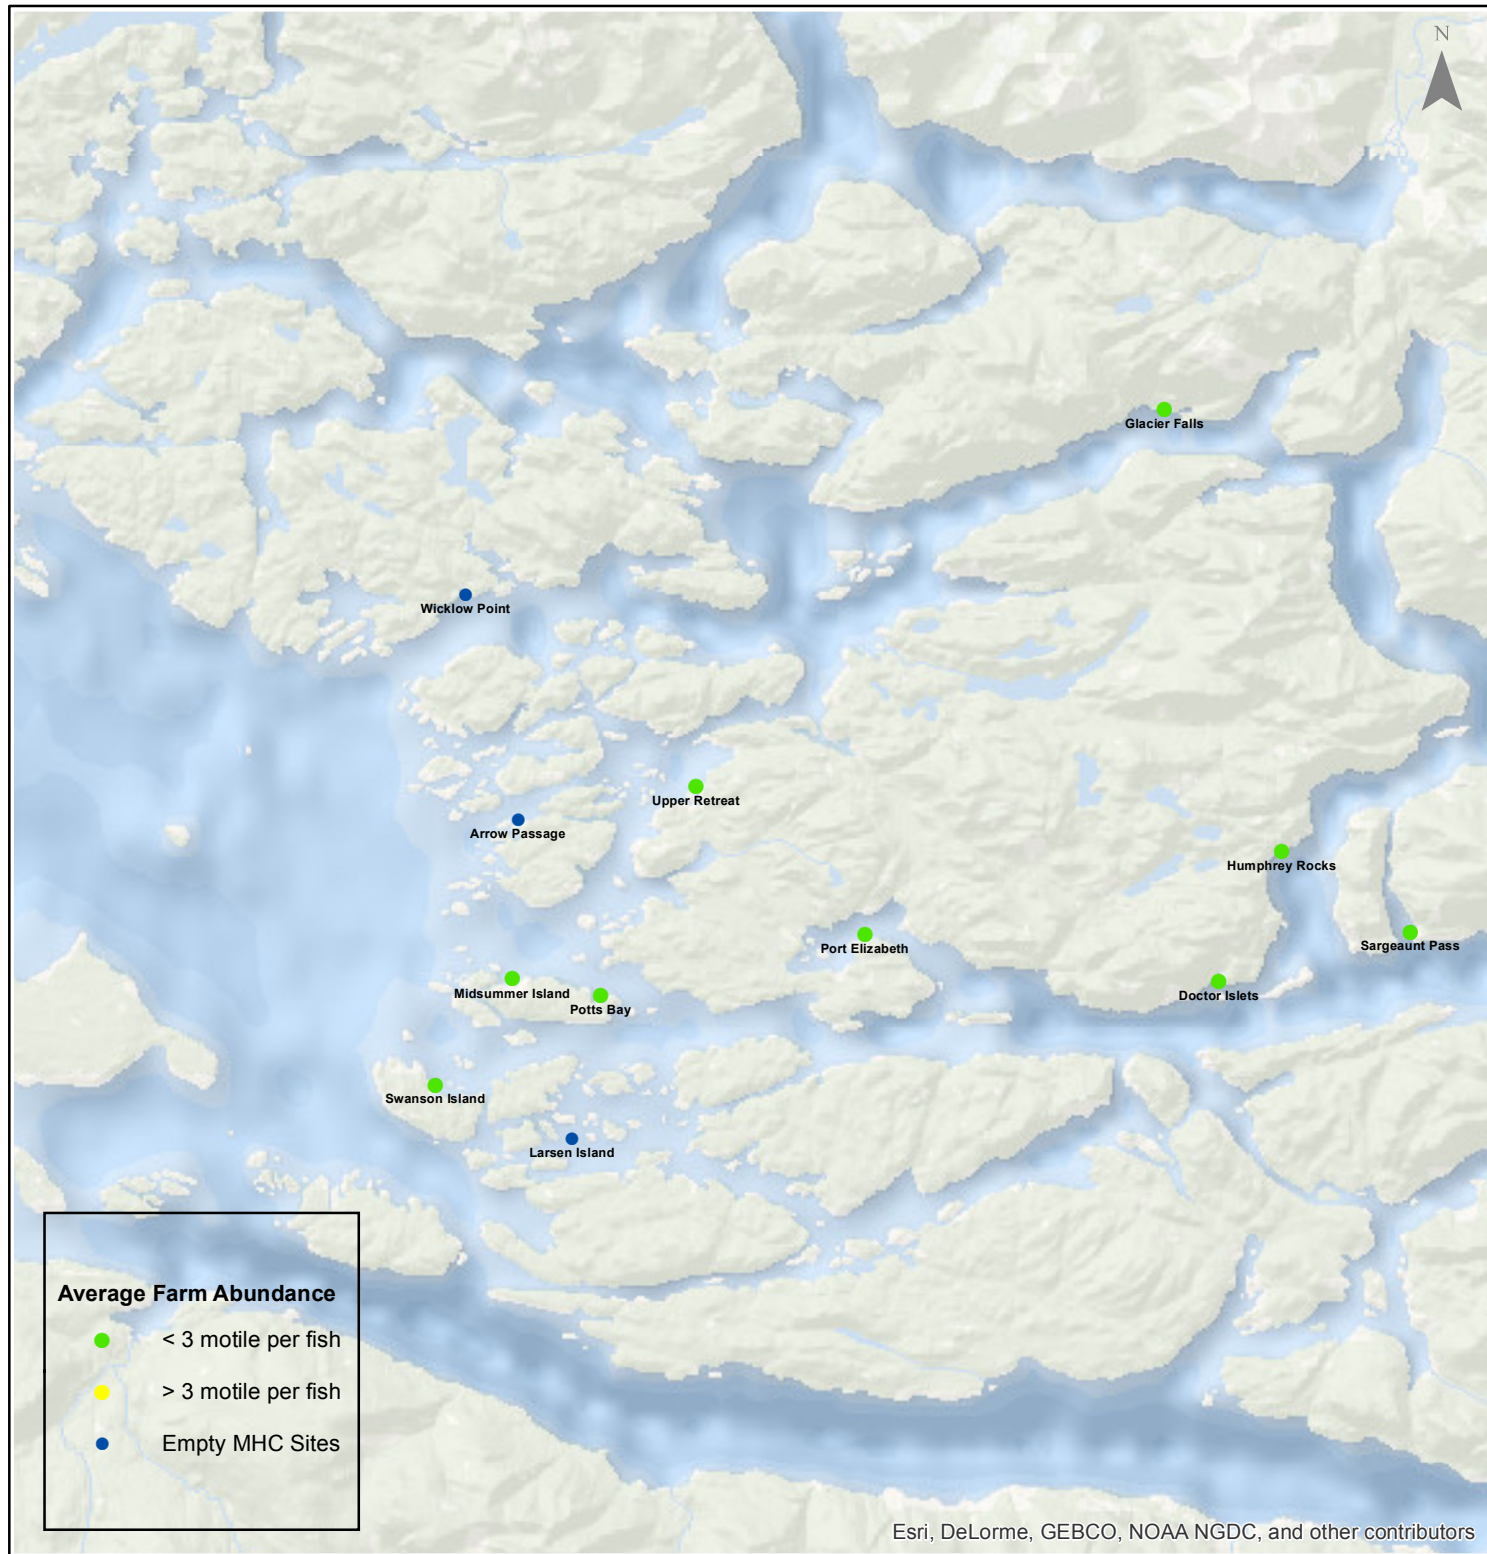 N
Glacier Falls
Wicklow Point
Upper Retreat
Arrow Passage
Humphrey Rocks
Port Elizabeth
Sargeaunt Pass
Midsummer Island
Doctor Islets
Potts Bay
Swanson Island
Larsen Island
Average Farm Abundance
< 3 motile per fish
> 3 motile per fish
Empty MHC Sites
Esri, DeLorme, GEBCO, NOAA NGDC, and other contributors